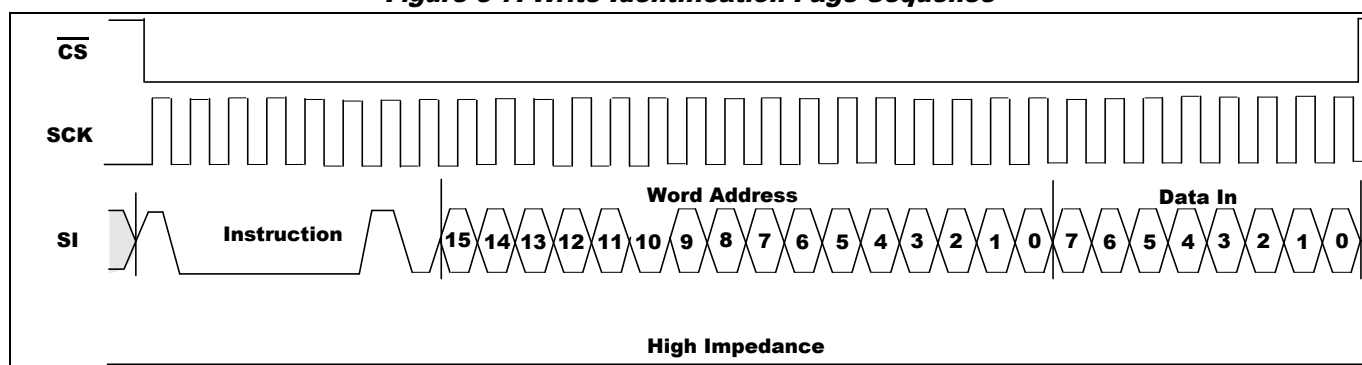 Figure Write Identification Page Sequence
CS
SCK
Word Address
Data In
SI
Instruction
15 14 13 12 11 10 9 8 7 6 5 4 3 2 1 0 7 6 5 4 3 2 1 0
High Impedance